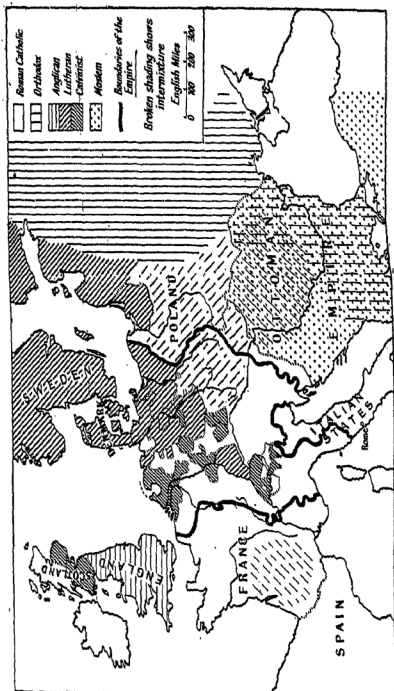 Roman Catholic
Orthodox
Anglican
Lutheran
Calvinist
Moslem
Boundaries of the
Empire
Broken shading shows
intermixture
English Miles
0 100 200 300
SWEDEN
DENMARK
SCOTLAND
ENGLAND
POLAND
OTTOMAN
EMPIRE
FRANCE
ITALIAN
STATES
Rome
SPAIN